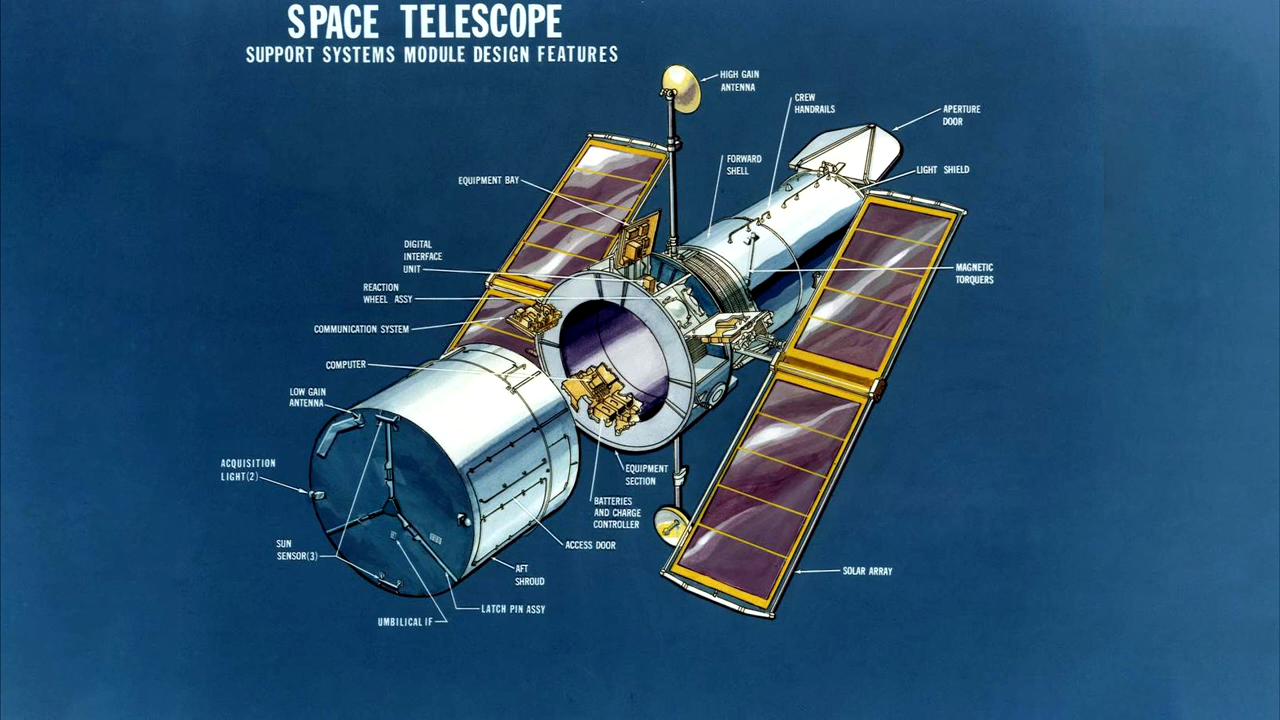 SPACE TELESCOPE
SUPPORT SYSTEMS MODULE DESIGN FEATURES
HIGH GAIN
ANTENNA
CREW
HANDRAILS
APERTURE
DOOR
FORWARD
SHELL
LIGHT SHIELD
EQUIPMENT BAY
DIGITAL
INTERFACE
UNIT
MAGNETIC
TORQUERS
REACTION
WHEEL ASSY
COMMUNICATION SYSTEM
COMPUTER
LOW GAIN
ANTENNA
ACQUISITION
LIGHT(2)
EQUIPMENT
SECTION
BATTERIES
AND CHARGE
CONTROLLER
SUN
SENSOR(3)
ACCESS DOOR
AFT
SHROUD
SOLAR ARRAY
LATCH PIN ASSY
UMBILICAL IF